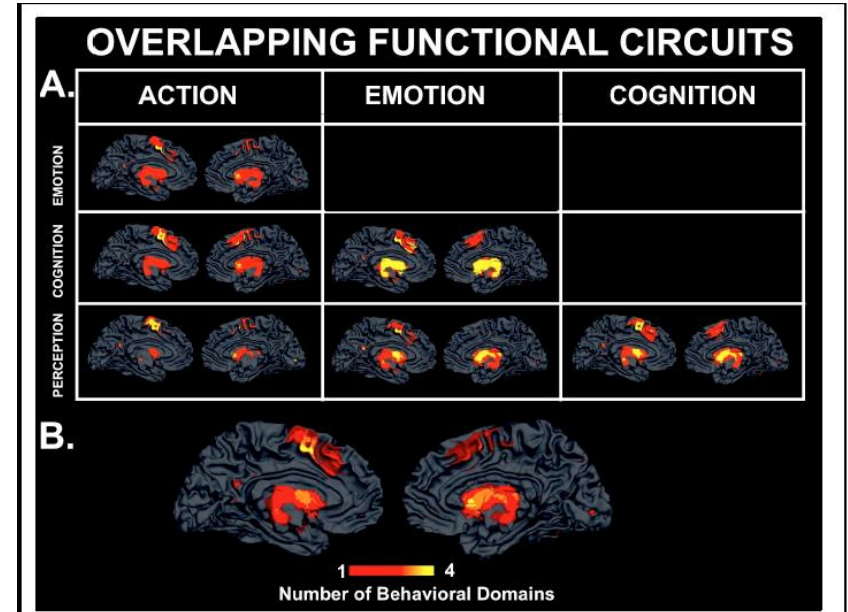 OVERLAPPING FUNCTIONAL CIRCUITS
A.
ACTION
EMOTION
COGNITION
EMOTION
COGNITION
PERCEPTION
B.
1 4
Number of Behavioral Domains